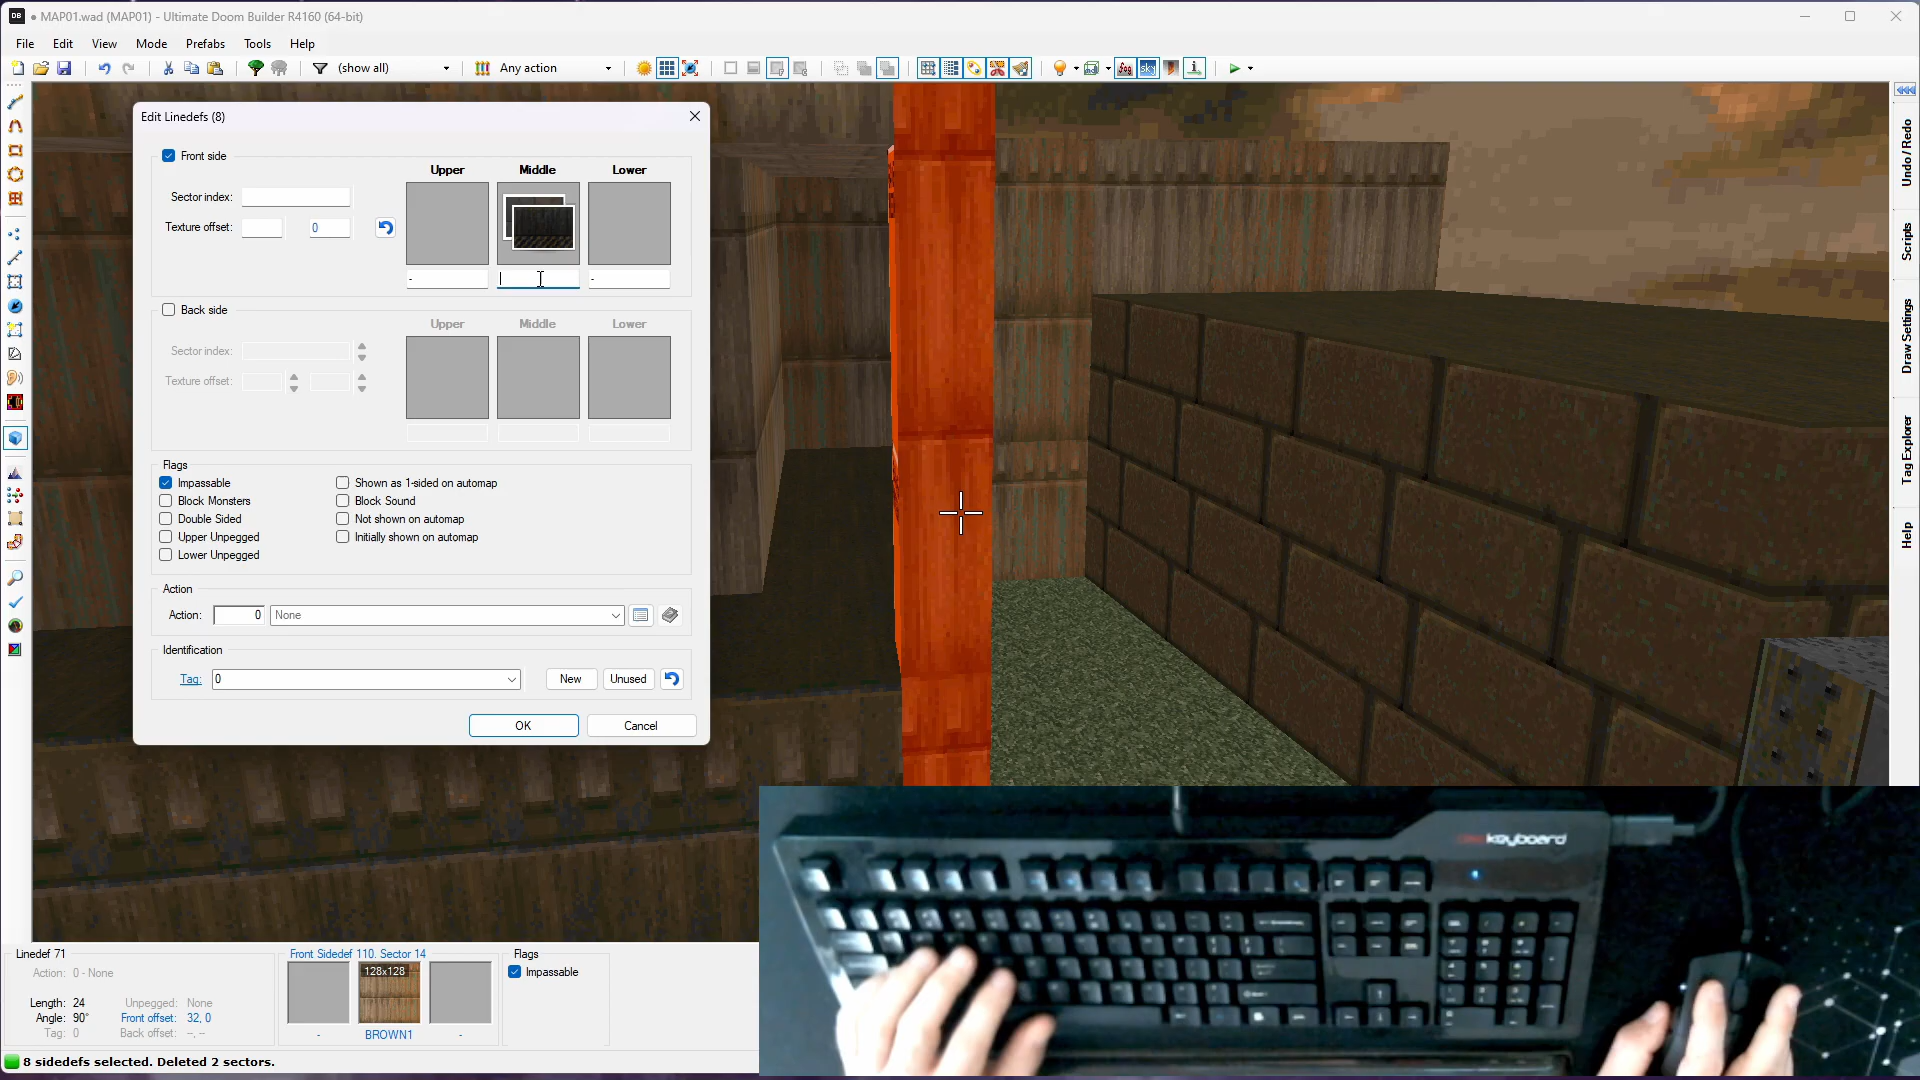 MAP01.wad (MAP01) - Ultimate Doom Builder R4160 (64-bit)
File Edit View Mode Prefabs Tools Help
(show all) Any action
Edit Linedefs (8)
Front side
Upper Middle Lower
Sector index:
Texture offset: 0
- -
Back side
Upper Middle Lower
Sector index:
Texture offset:
Flags
Impassable Shown as 1-sided on automap
Block Monsters Block Sound
Double Sided Not shown on automap
Upper Unpegged Initially shown on automap
Lower Unpegged
Action
Action: 0 None
Identification
Tag: 0 New Unused
OK Cancel
Undo / Redo
Scripts
Draw Settings
Tag Explorer
Help
Linedef 71
Action: 0 - None
Length: 24 Unpegged: None
Angle: 90° Front offset: 32, 0
Tag: 0 Back offset: --, --
Front Sidedef 110. Sector 14
128x128
- BROWN1 -
Flags
Impassable
8 sidedefs selected. Deleted 2 sectors.
keyboard